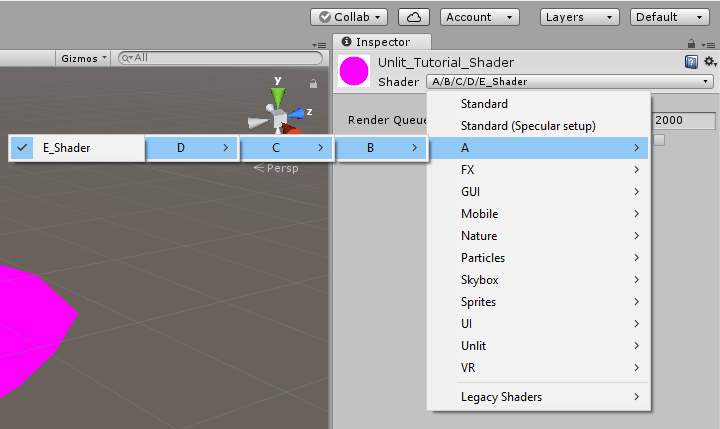 Collab Account Layers Default
Gizmos All
Inspector
Unlit_Tutorial_Shader
Shader A/B/C/D/E_Shader
y
z
Persp
Render Queue 2000
Standard
Standard (Specular setup)
E_Shader D C B A
FX
GUI
Mobile
Nature
Particles
Skybox
Sprites
UI
Unlit
VR
Legacy Shaders